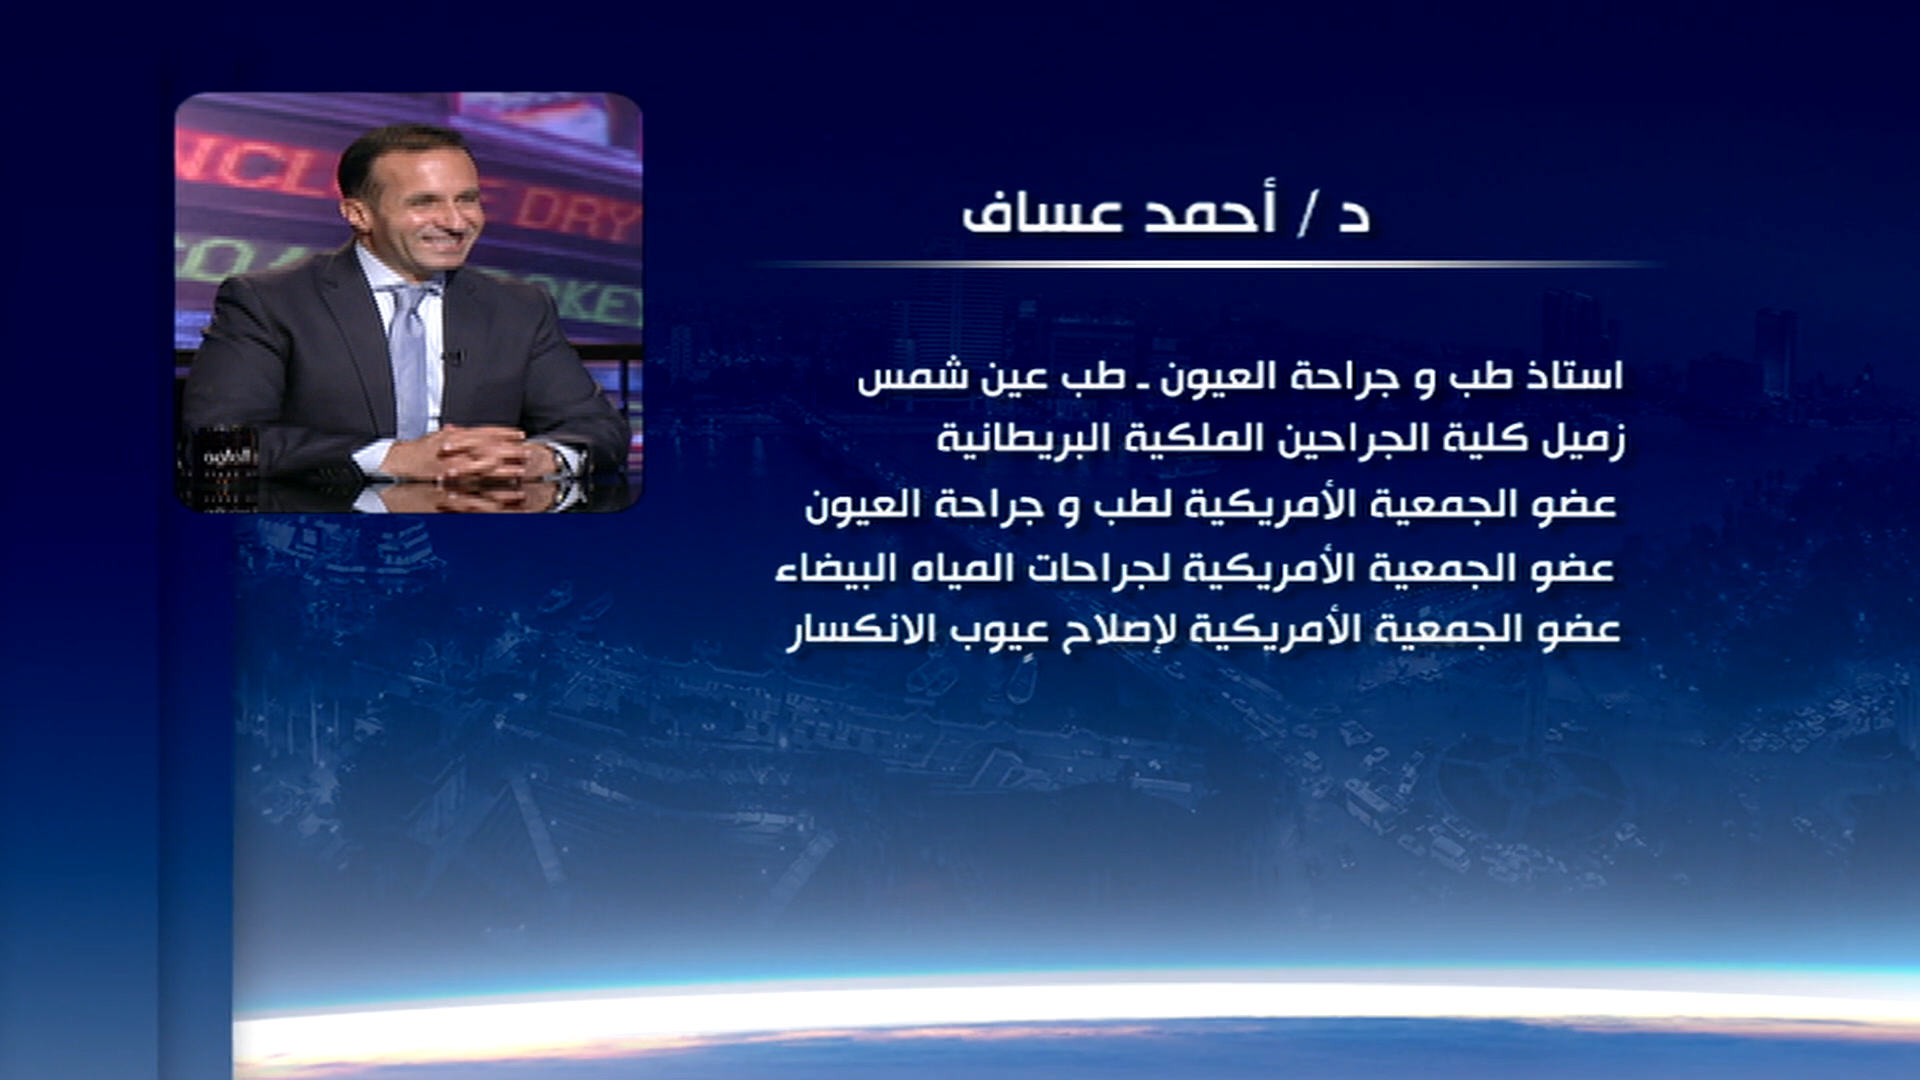 د / أحمد عساف
استاذ طب و جراحة العيون - طب عين شمس
زميل كلية الجراحين الملكية البريطانية
عضو الجمعية الأمريكية لطب و جراحة العيون
عضو الجمعية الأمريكية لجراحات المياه البيضاء
عضو الجمعية الأمريكية لإصلاح عيوب الانكسار